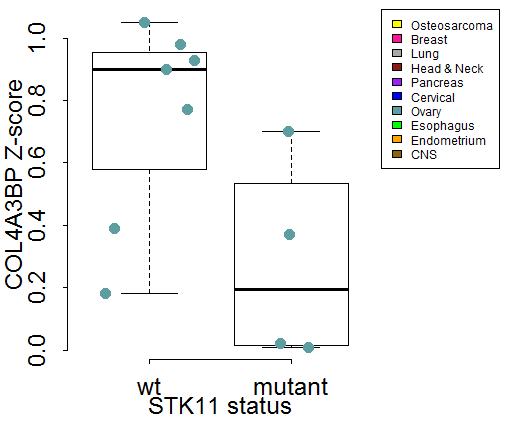 COL4A3BP Z-score
1.0
0.8
0.6
0.4
0.2
0.0
wt mutant
STK11 status
Osteosarcoma
Breast
Lung
Head & Neck
Pancreas
Cervical
Ovary
Esophagus
Endometrium
CNS